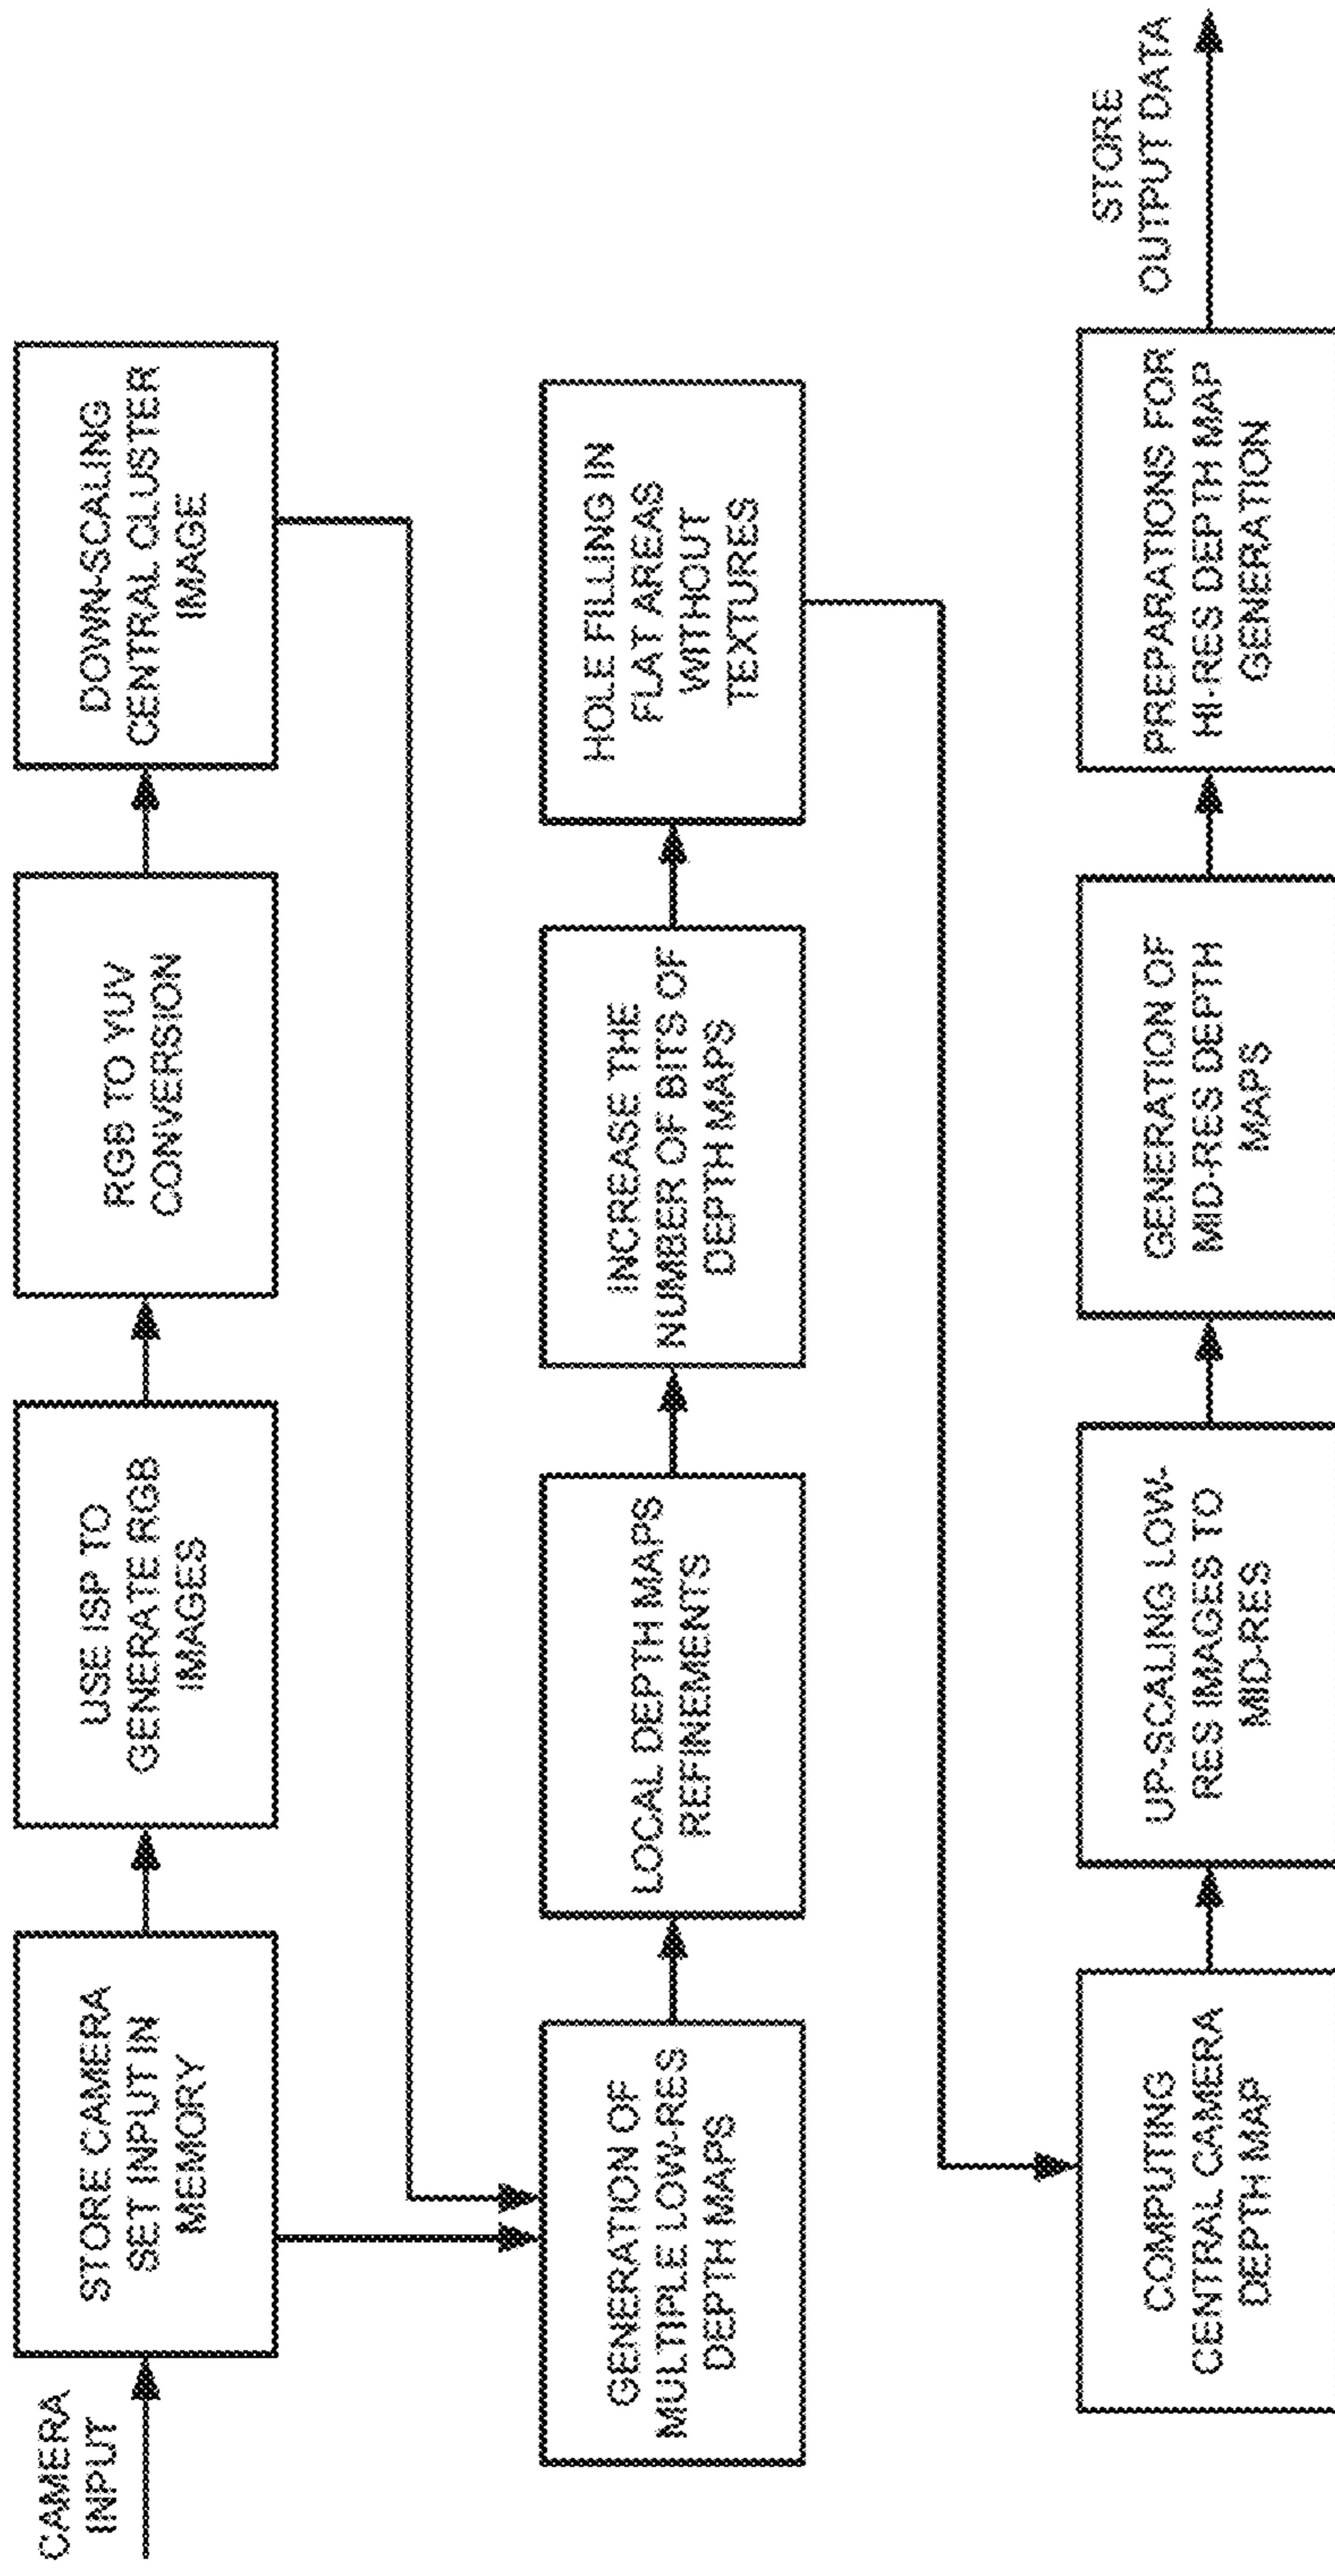 CAMERA
INPUT
STORE CAMERA
SET INPUT IN
MEMORY
USE ISP TO
GENERATE RGB
IMAGES
RGB TO YUV
CONVERSION
DOWN-SCALING
CENTRAL CLUSTER
IMAGE
GENERATION OF
MULTIPLE LOW-RES
DEPTH MAPS
LOCAL DEPTH MAPS
REFINEMENTS
INCREASE THE
NUMBER OF BITS OF
DEPTH MAPS
HOLE FILLING IN
FLAT AREAS
WITHOUT
TEXTURES
COMPUTING
CENTRAL CAMERA
DEPTH MAP
UP-SCALING LOW-
RES IMAGES TO
MID-RES
GENERATION OF
MID-RES DEPTH
MAPS
PREPARATIONS FOR
HI-RES DEPTH MAP
GENERATION
STORE
OUTPUT DATA